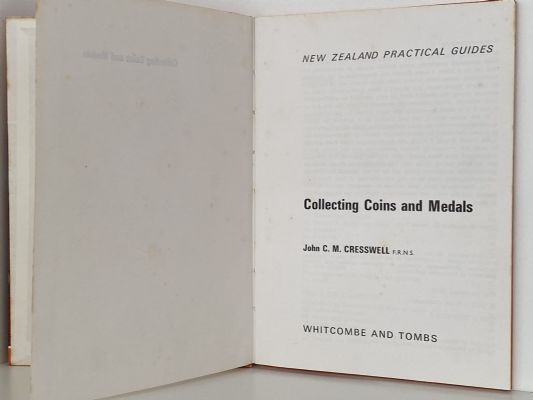 NEW ZEALAND PRACTICAL GUIDES
Collecting Coins and Medals
John C. M. CRESSWELL F.R.N.S.
WHITCOMBE AND TOMBS